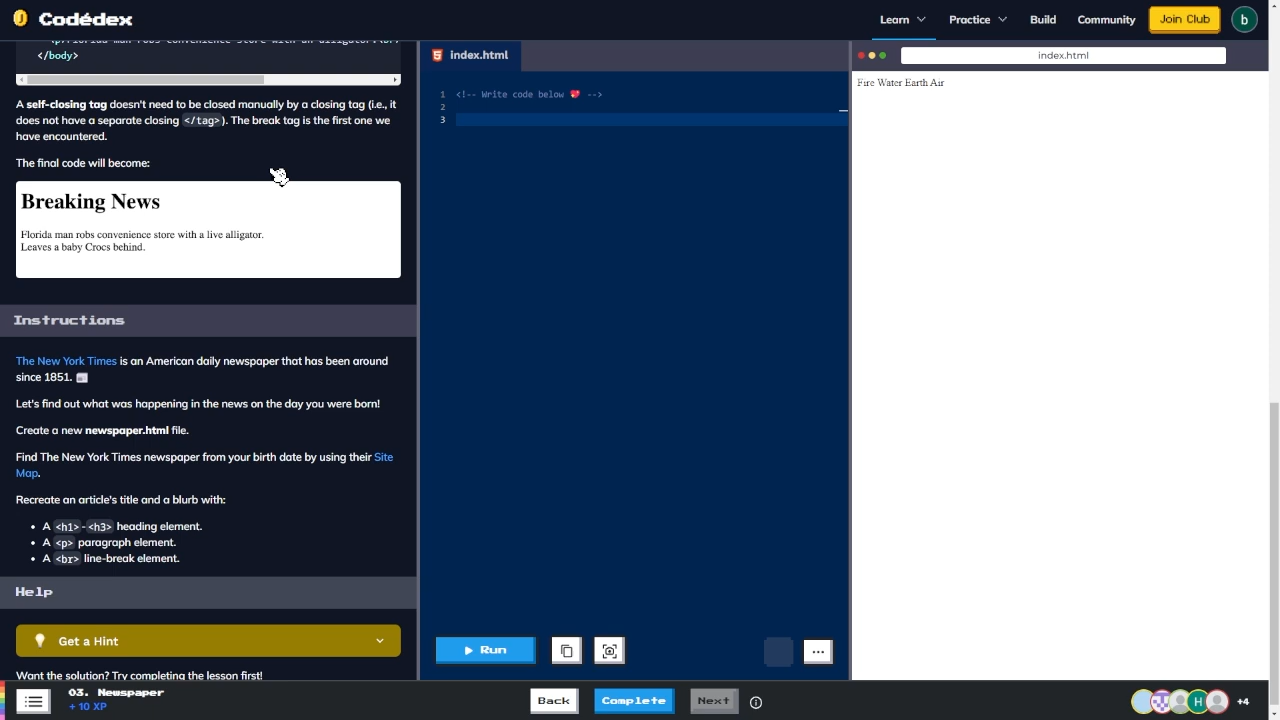 Codédex
Learn
Practice
Build
Community
Join Club
b
</body>
A self-closing tag doesn't need to be closed manually by a closing tag (i.e., it
does not have a separate closing </tag>). The break tag is the first one we
have encountered.
The final code will become:
Breaking News
Florida man robs convenience store with a live alligator.
Leaves a baby Crocs behind.
Instructions
The New York Times is an American daily newspaper that has been around
since 1851.
Let's find out what was happening in the news on the day you were born!
Create a new newspaper.html file.
Find The New York Times newspaper from your birth date by using their Site
Map.
Recreate an article's title and a blurb with:
• A <h1>-<h3> heading element.
• A <p> paragraph element.
• A <br> line-break element.
Help
Get a Hint
Want the solution? Try completing the lesson first!
index.html
1 <!-- Write code below 💖 -->
2
3
Run
index.html
Fire Water Earth Air
03. Newspaper
+ 10 XP
Back
Complete
Next
H
+4